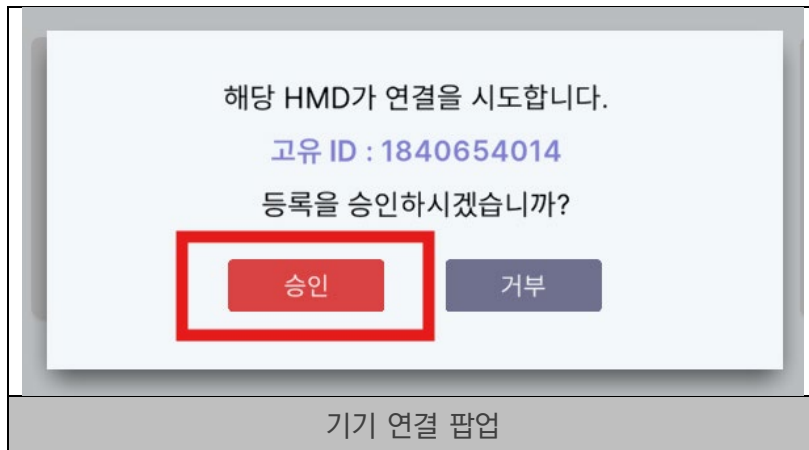 해당 HMD가 연결을 시도합니다.
고유 ID : 1840654014
등록을 승인하시겠습니까?
승인 거부
기기 연결 팝업